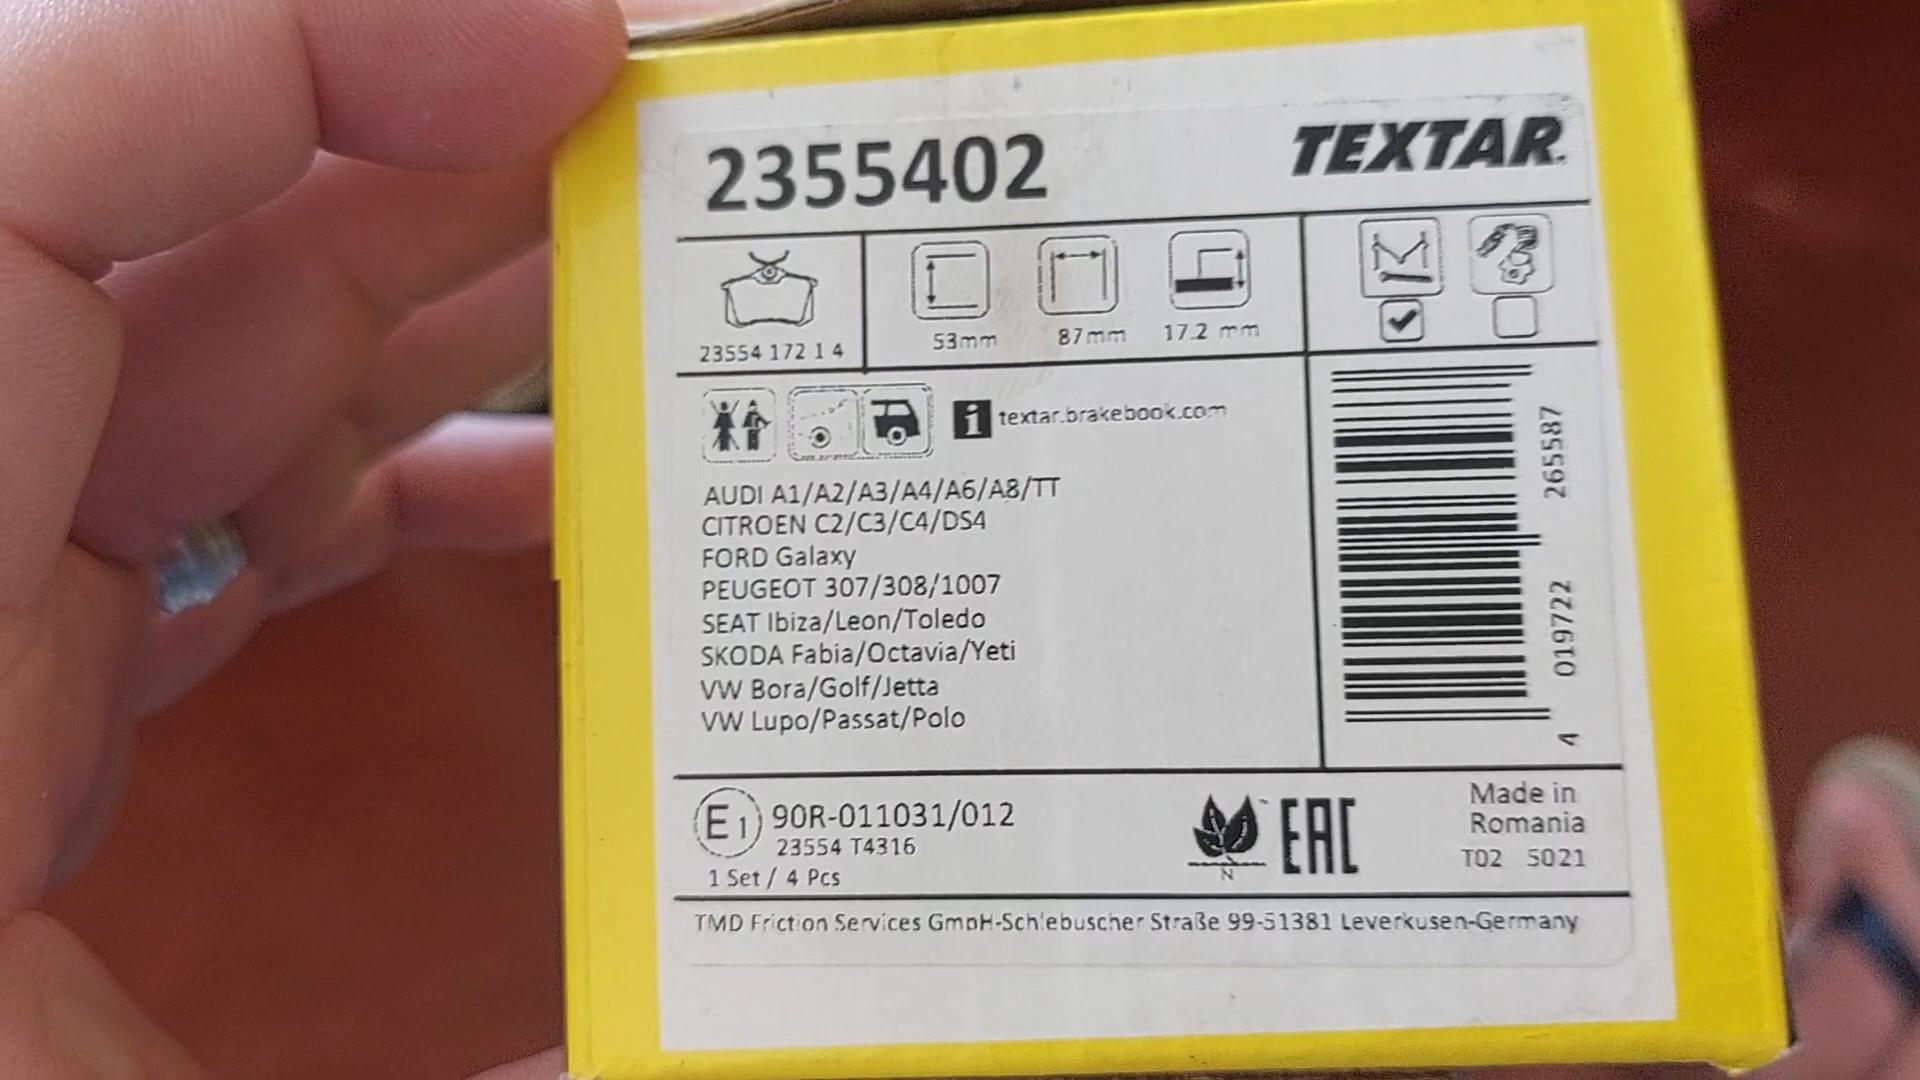 2355402
TEXTAR
23554 172 1 4
53mm
87mm
17.2 mm
i textar.brakebook.com
AUDI A1/A2/A3/A4/A6/A8/TT
CITROEN C2/C3/C4/DS4
FORD Galaxy
PEUGEOT 307/308/1007
SEAT Ibiza/Leon/Toledo
SKODA Fabia/Octavia/Yeti
VW Bora/Golf/Jetta
VW Lupo/Passat/Polo
4 019722 265587
E1 90R-011031/012
23554 T4316
1 Set / 4 Pcs
N
EAC
Made in
Romania
T02 5021
TMD Friction Services GmbH-Schlebuscher Straße 99-51381 Leverkusen-Germany